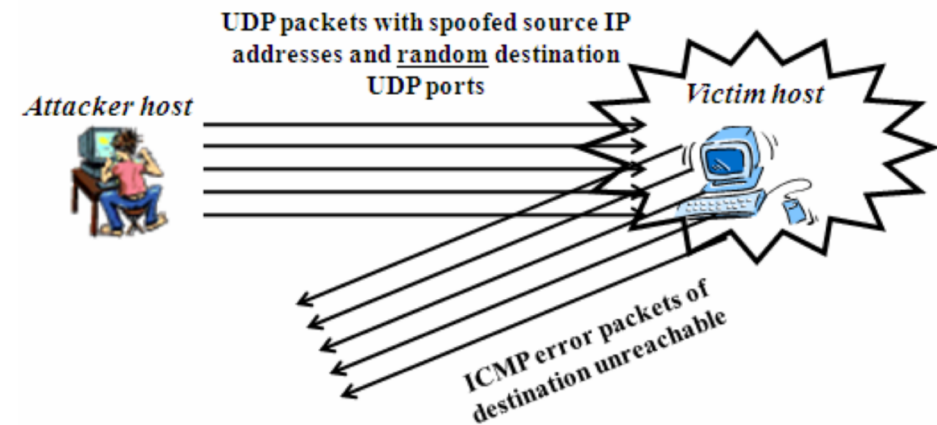 UDP packets with spoofed source IP
addresses and random destination
UDP ports
Attacker host
Victim host
ICMP error packets of
destination unreachable